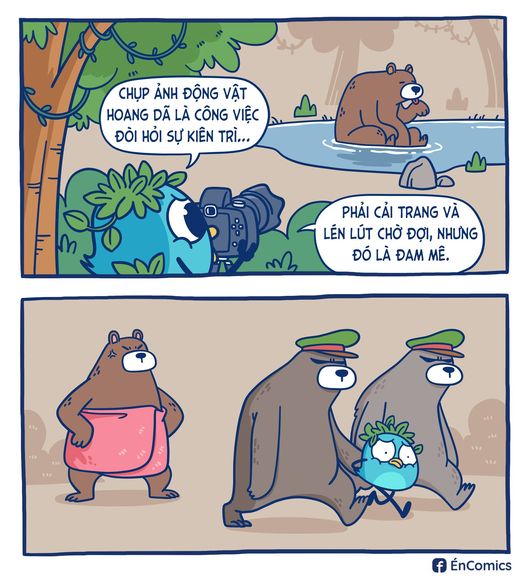 CHỤP ẢNH ĐỘNG VẬT
HOANG DÃ LÀ CÔNG VIỆC
ĐÒI HỎI SỰ KIÊN TRÌ...
PHẢI CẢI TRANG VÀ
LÉN LÚT CHỜ ĐỢI, NHƯNG
ĐÓ LÀ ĐAM MÊ.
ÉnComics